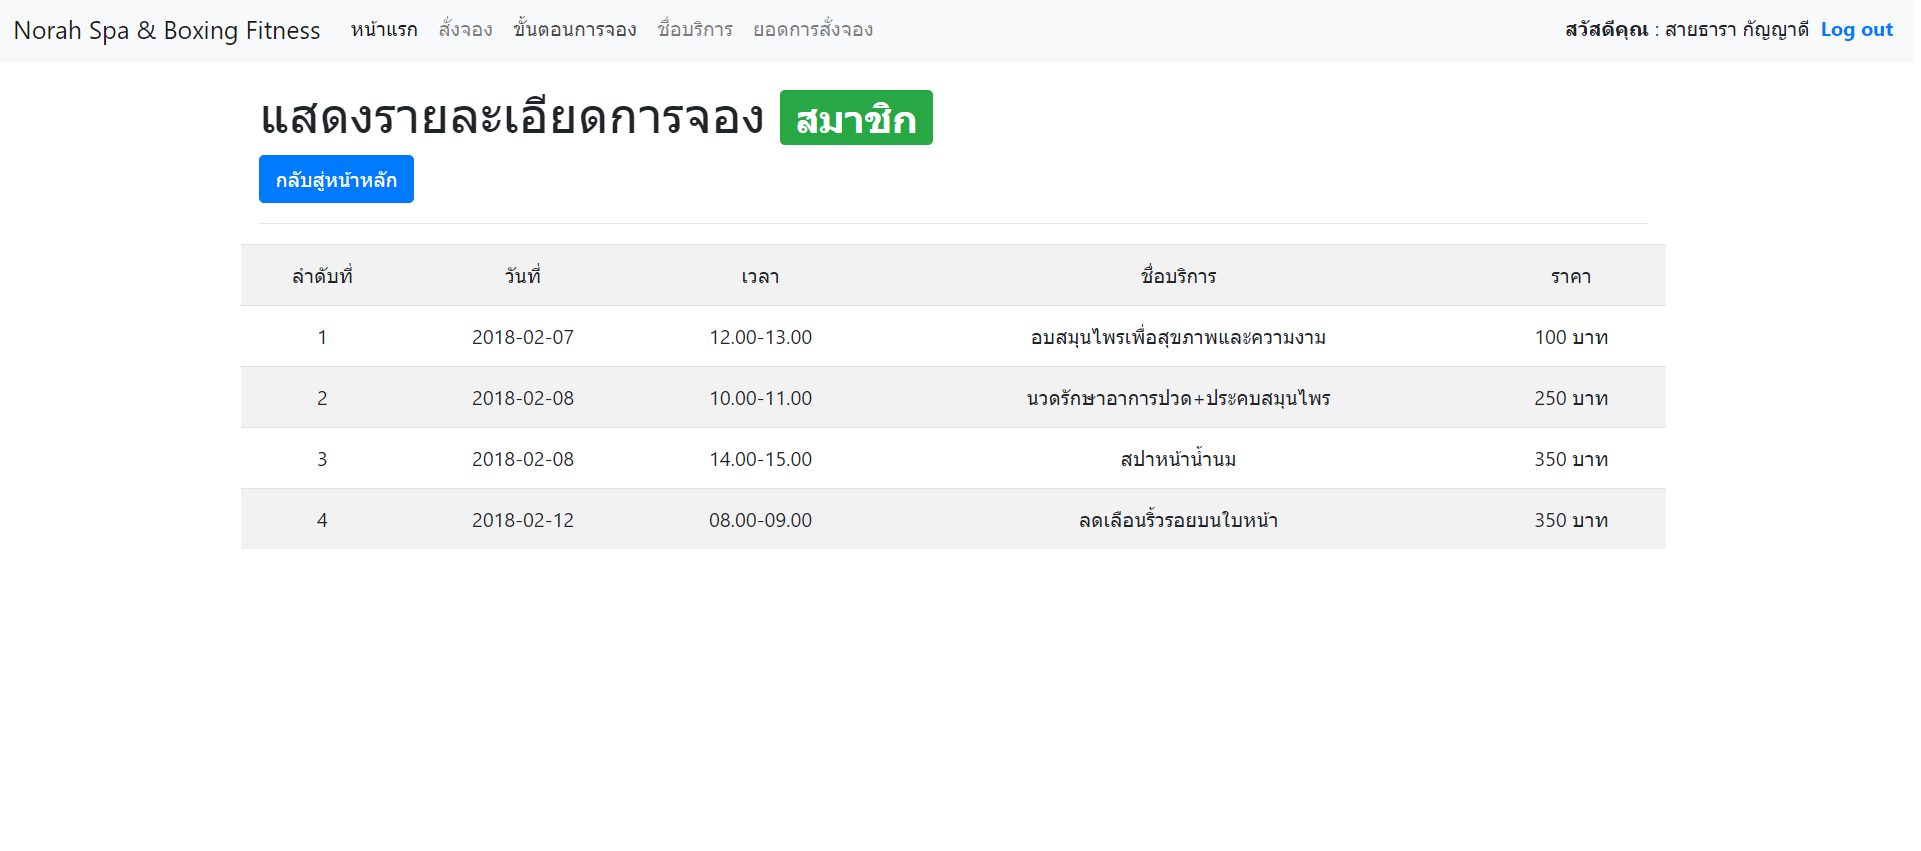 Norah Spa & Boxing Fitness หน้าแรก สั่งจอง ขั้นตอนการจอง ชื่อบริการ ยอดการสั่งจอง สวัสดีคุณ : สายธารา กัญญาดี Log out
แสดงรายละเอียดการจอง สมาชิก
กลับสู่หน้าหลัก
ลำดับที่ วันที่ เวลา ชื่อบริการ ราคา
1 2018-02-07 12.00-13.00 อบสมุนไพรเพื่อสุขภาพและความงาม 100 บาท
2 2018-02-08 10.00-11.00 นวดรักษาอาการปวด+ประคบสมุนไพร 250 บาท
3 2018-02-08 14.00-15.00 สปาหน้าน้ำนม 350 บาท
4 2018-02-12 08.00-09.00 ลดเลือนริ้วรอยบนใบหน้า 350 บาท